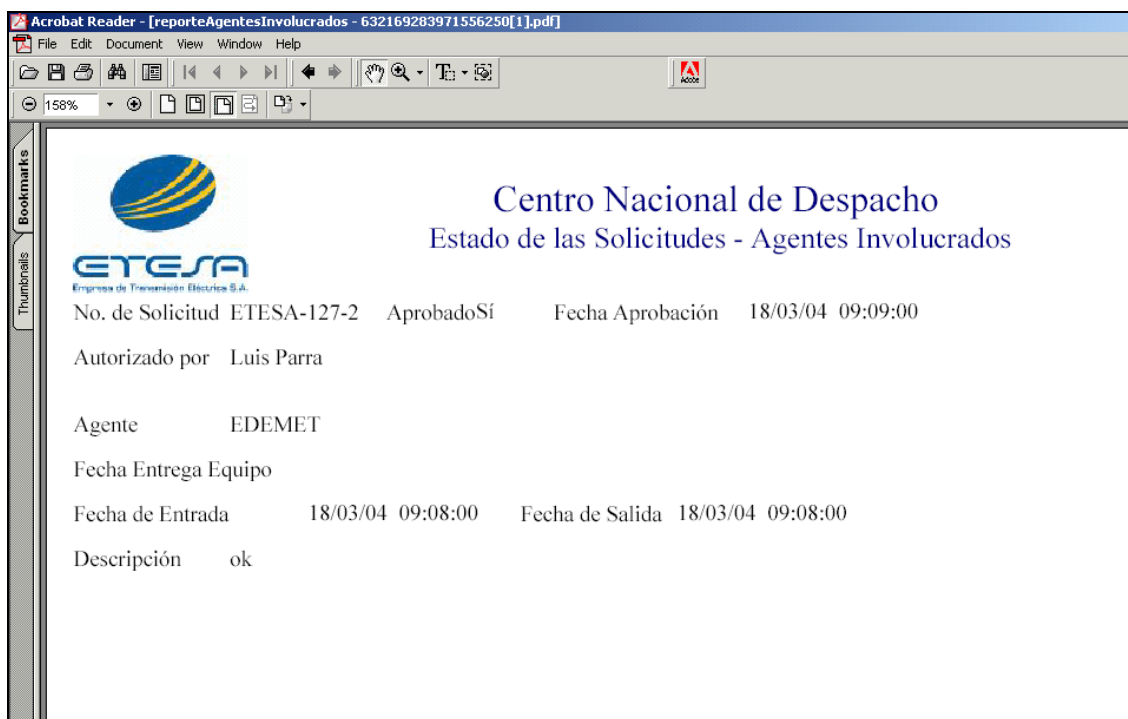 Acrobat Reader - [reporteAgentesInvolucrados - 632169283971556250[1].pdf]
File Edit Document View Window Help
Adobe
158%
Bookmarks
Thumbnails
ETESA
Empresa de Transmisión Eléctrica S.A.
Centro Nacional de Despacho
Estado de las Solicitudes - Agentes Involucrados
No. de Solicitud ETESA-127-2 AprobadoSí Fecha Aprobación 18/03/04 09:09:00
Autorizado por Luis Parra
Agente EDEMET
Fecha Entrega Equipo
Fecha de Entrada 18/03/04 09:08:00 Fecha de Salida 18/03/04 09:08:00
Descripción ok